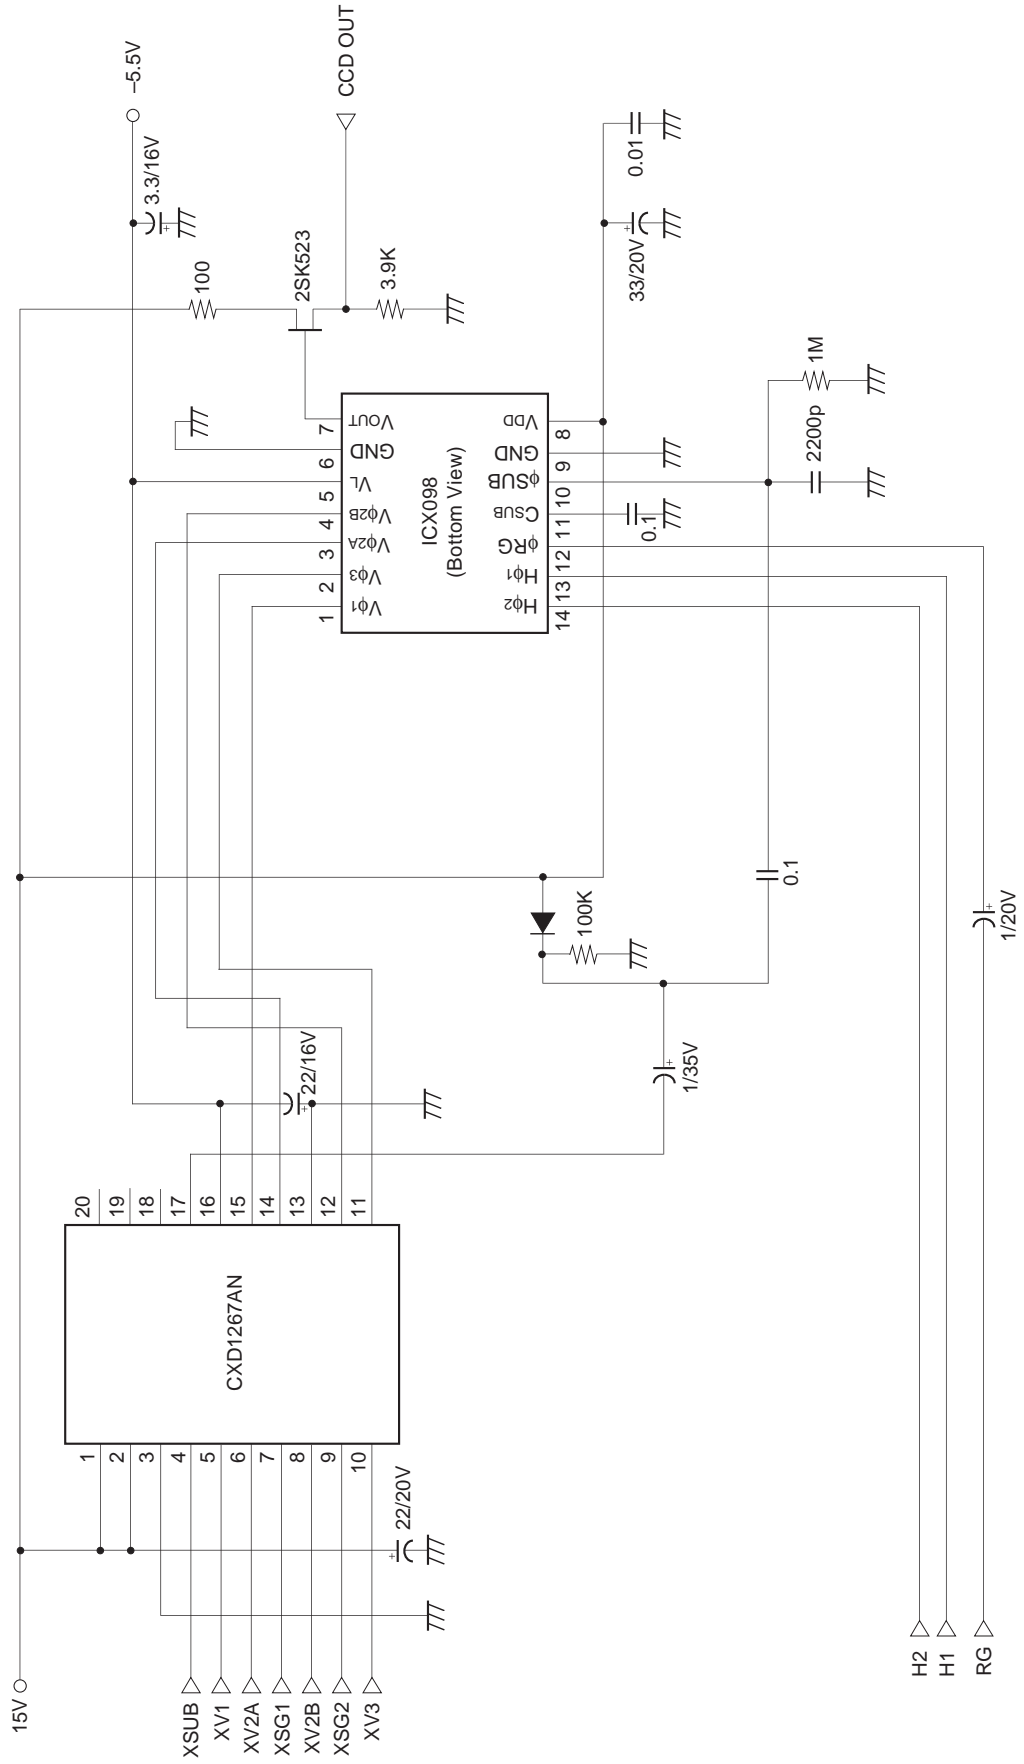 15V
XSUB
XV1
XV2A
XSG1
XV2B
XSG2
XV3
22/20V
1
2
3
4
5
6
7
8
9
10
CXD1267AN
20
19
18
17
16
15
14
13
12
11
22/16V
+
1/35V
+
100K
0.1
1/20V
+
H2
H1
RG
1
2
3
4
5
6
7
Vϕ1
Vϕ3
Vϕ2A
Vϕ2B
VL
GND
VOUT
ICX098
(Bottom View)
14
13
12
11
10
9
8
Hϕ2
Hϕ1
ϕRG
CSUB
ϕSUB
GND
VDD
0.1
2200p
1M
33/20V
+
0.01
100
2SK523
3.9K
3.3/16V
+
–5.5V
CCD OUT
+